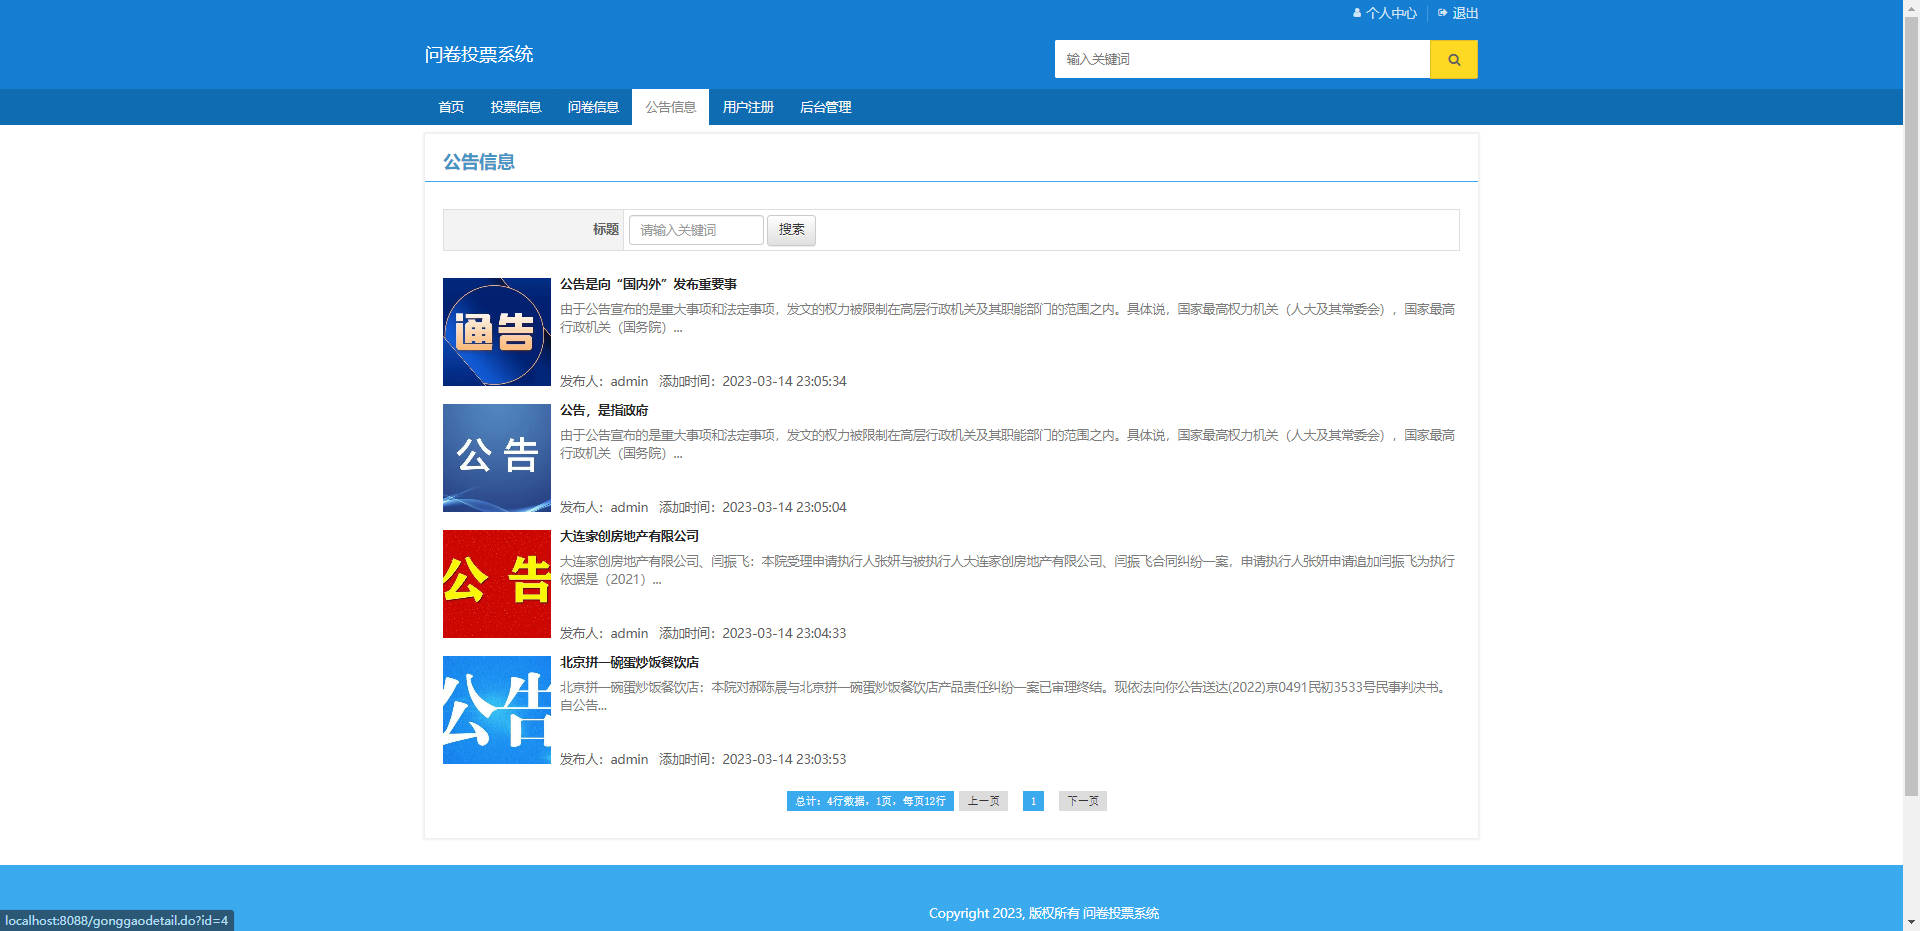 个人中心 退出
问卷投票系统
输入关键词
首页 投票信息 问卷信息 公告信息 用户注册 后台管理
公告信息
标题 请输入关键词 搜索
通告
公告是向“国内外”发布重要事
由于公告宣布的是重大事项和法定事项，发文的权力被限制在高层行政机关及其职能部门的范围之内。具体说，国家最高权力机关（人大及其常委会），国家最高
行政机关（国务院）...
发布人：admin 添加时间：2023-03-14 23:05:34
公告
公告，是指政府
由于公告宣布的是重大事项和法定事项，发文的权力被限制在高层行政机关及其职能部门的范围之内。具体说，国家最高权力机关（人大及其常委会），国家最高
行政机关（国务院）...
发布人：admin 添加时间：2023-03-14 23:05:04
公告
大连家创房地产有限公司
大连家创房地产有限公司、闫振飞：本院受理申请执行人张妍与被执行人大连家创房地产有限公司、闫振飞合同纠纷一案，申请执行人张妍申请追加闫振飞为执行
依据是（2021）...
发布人：admin 添加时间：2023-03-14 23:04:33
公告
北京拼一碗蛋炒饭餐饮店
北京拼一碗蛋炒饭餐饮店：本院对郝陈晨与北京拼一碗蛋炒饭餐饮店产品责任纠纷一案已审理终结。现依法向你公告送达(2022)京0491民初3533号民事判决书。
自公告...
发布人：admin 添加时间：2023-03-14 23:03:53
总计：4行数据，1页，每页12行 上一页 1 下一页
Copyright 2023, 版权所有 问卷投票系统
localhost:8088/gonggaodetail.do?id=4